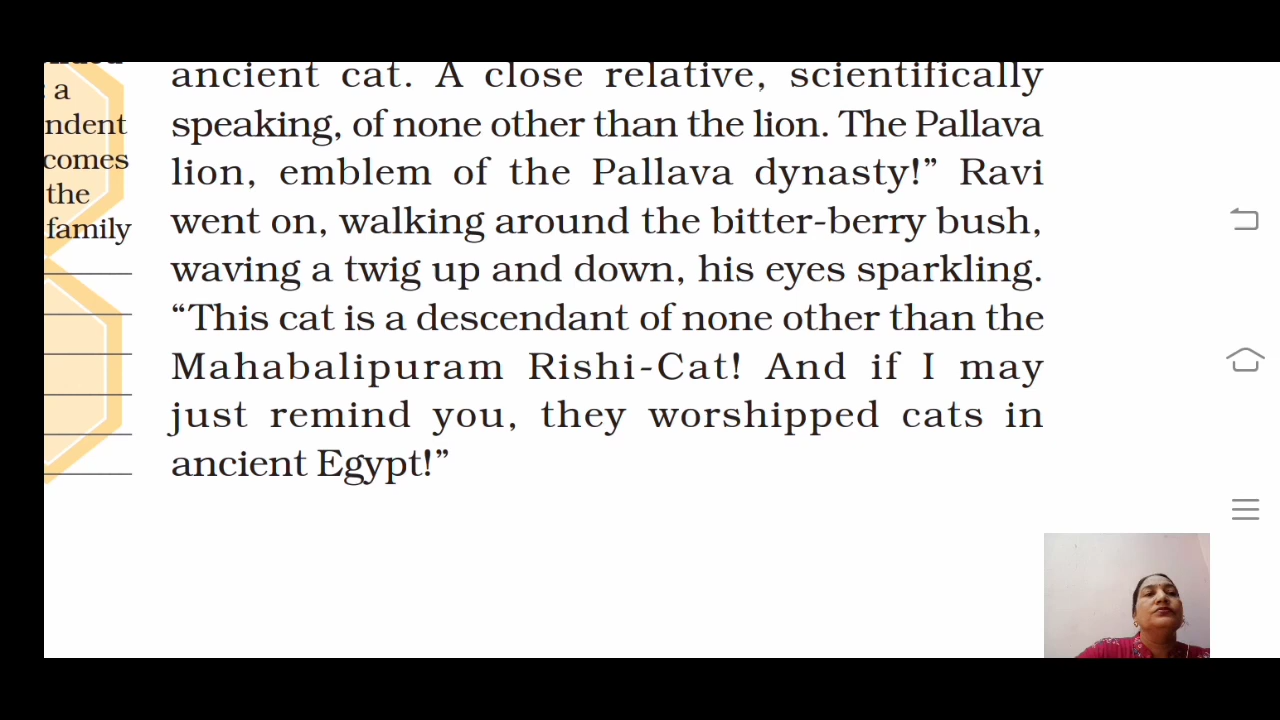 a
ndent
comes
the
family
ancient cat. A close relative, scientifically
speaking, of none other than the lion. The Pallava
lion, emblem of the Pallava dynasty!” Ravi
went on, walking around the bitter-berry bush,
waving a twig up and down, his eyes sparkling.
“This cat is a descendant of none other than the
Mahabalipuram Rishi-Cat! And if I may
just remind you, they worshipped cats in
ancient Egypt!”